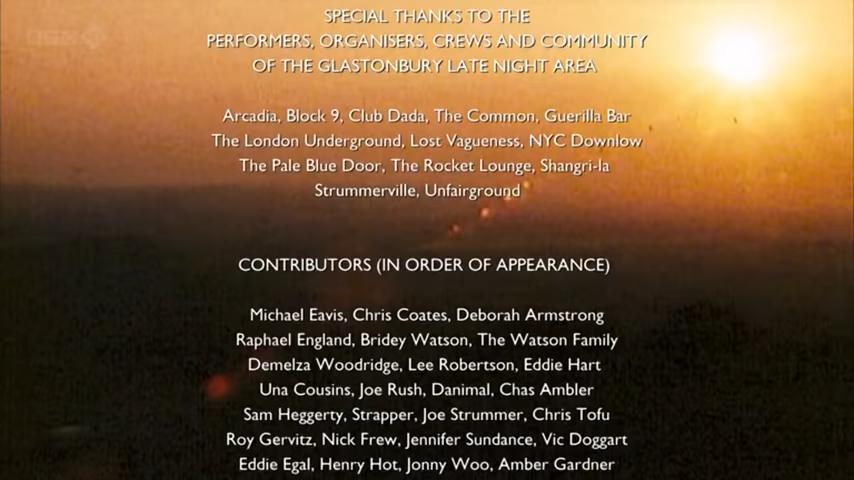 SPECIAL THANKS TO THE
PERFORMERS, ORGANISERS, CREWS AND COMMUNITY
OF THE GLASTONBURY LATE NIGHT AREA
Arcadia, Block 9, Club Dada, The Common, Guerilla Bar
The London Underground, Lost Vagueness, NYC Downlow
The Pale Blue Door, The Rocket Lounge, Shangri-la
Strummerville, Unfairground
CONTRIBUTORS (IN ORDER OF APPEARANCE)
Michael Eavis, Chris Coates, Deborah Armstrong
Raphael England, Bridey Watson, The Watson Family
Demelza Woodridge, Lee Robertson, Eddie Hart
Una Cousins, Joe Rush, Danimal, Chas Ambler
Sam Heggerty, Strapper, Joe Strummer, Chris Tofu
Roy Gervitz, Nick Frew, Jennifer Sundance, Vic Doggart
Eddie Egal, Henry Hot, Jonny Woo, Amber Gardner